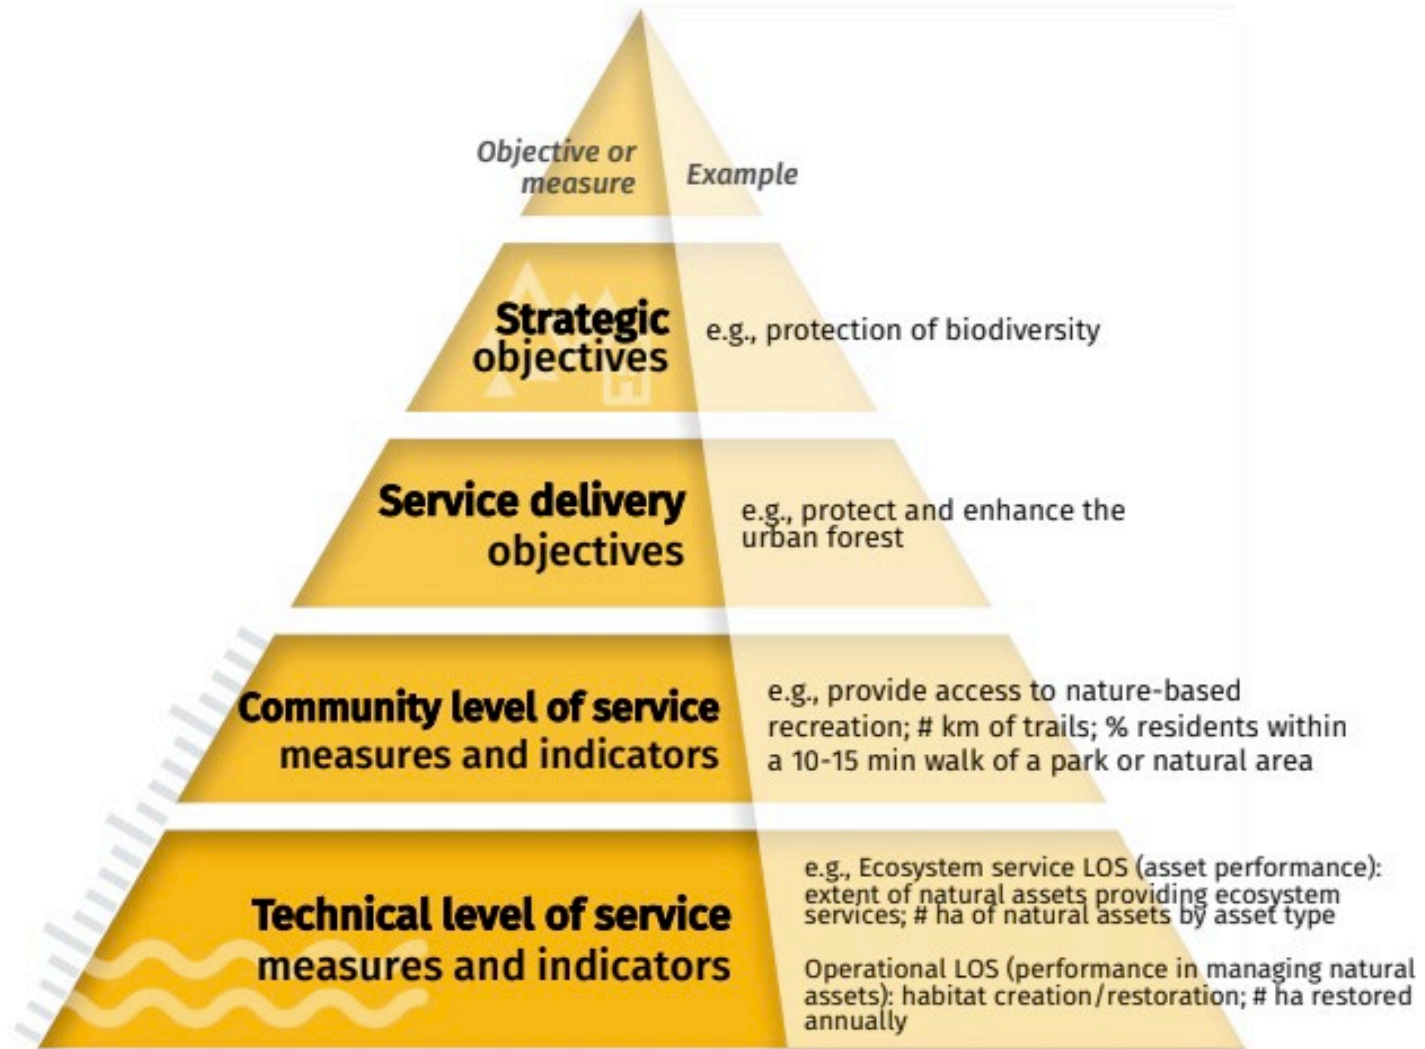 Objective or
measure
Example
Strategic
objectives
e.g., protection of biodiversity
Service delivery
objectives
e.g., protect and enhance the
urban forest
Community level of service
measures and indicators
e.g., provide access to nature-based
recreation; # km of trails; % residents within
a 10-15 min walk of a park or natural area
Technical level of service
measures and indicators
e.g., Ecosystem service LOS (asset performance):
extent of natural assets providing ecosystem
services; # ha of natural assets by asset type
Operational LOS (performance in managing natural
assets): habitat creation/restoration; # ha restored
annually